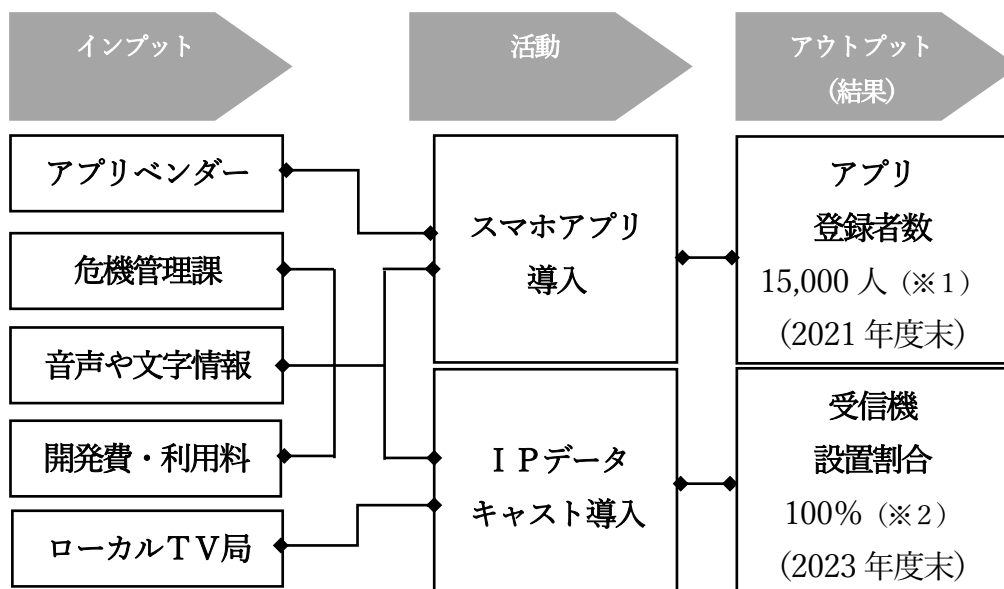 インプット
活動
アウトプット
(結果)
アプリベンダー
危機管理課
音声や文字情報
開発費・利用料
ローカルＴＶ局
スマホアプリ
導入
ＩＰデータ
キャスト導入
アプリ
登録者数
15,000 人（※１）
(2021 年度末)
受信機
設置割合
100%（※２）
(2023 年度末)